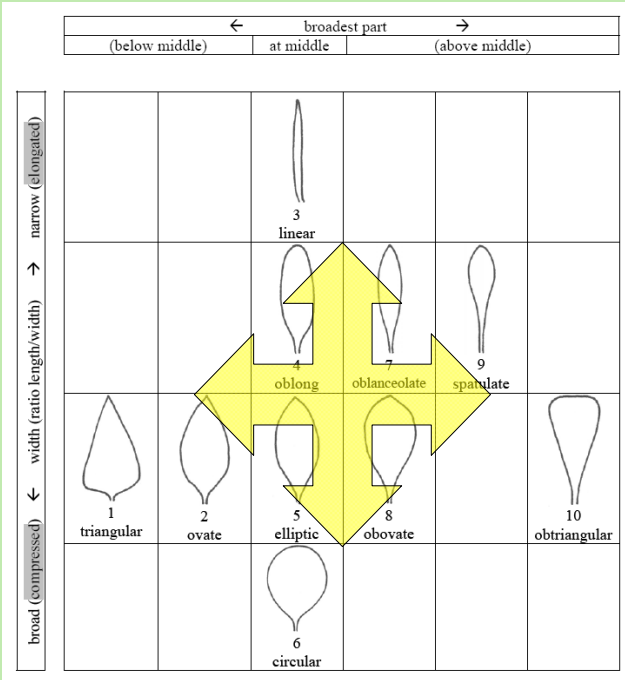 ← broadest part →
(below middle) at middle (above middle)
broad (compressed) ← width (ratio length/width) → narrow (elongated)
3
linear
4 7 9
oblong oblanceolate spatulate
1 2 5 8 10
triangular ovate elliptic obovate obtriangular
6
circular